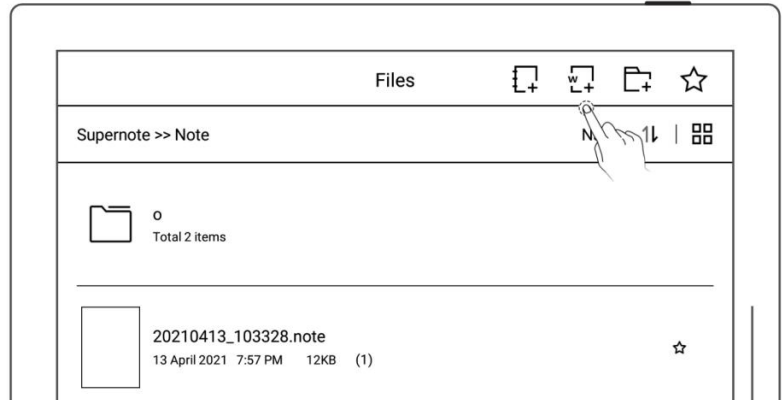 Files
W
Supernote >> Note
o
Total 2 items
20210413_103328.note
13 April 2021 7:57 PM 12KB (1)